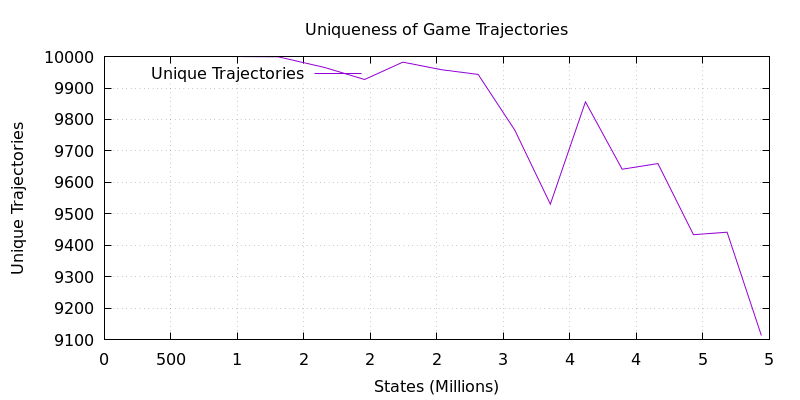 Uniqueness of Game Trajectories
10000
9900
9800
9700
9600
9500
9400
9300
9200
9100
Unique Trajectories
Unique Trajectories
0 500 1 2 2 2 3 4 4 5 5
States (Millions)